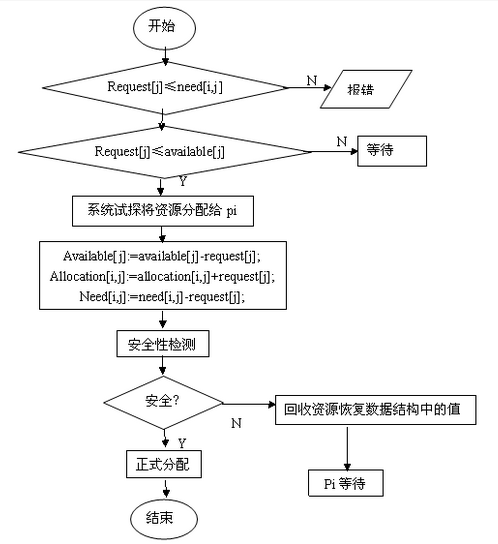 开始
Request[j]≤need[i,j]
N
报错
Request[j]≤available[j]
N
等待
Y
系统试探将资源分配给 pi
Available[j]:=available[j]-request[j];
Allocation[i,j]:=allocation[i,j]+request[j];
Need[i,j]:=need[i,j]-request[j];
安全性检测
安全?
N
回收资源恢复数据结构中的值
Y
正式分配
Pi 等待
结束